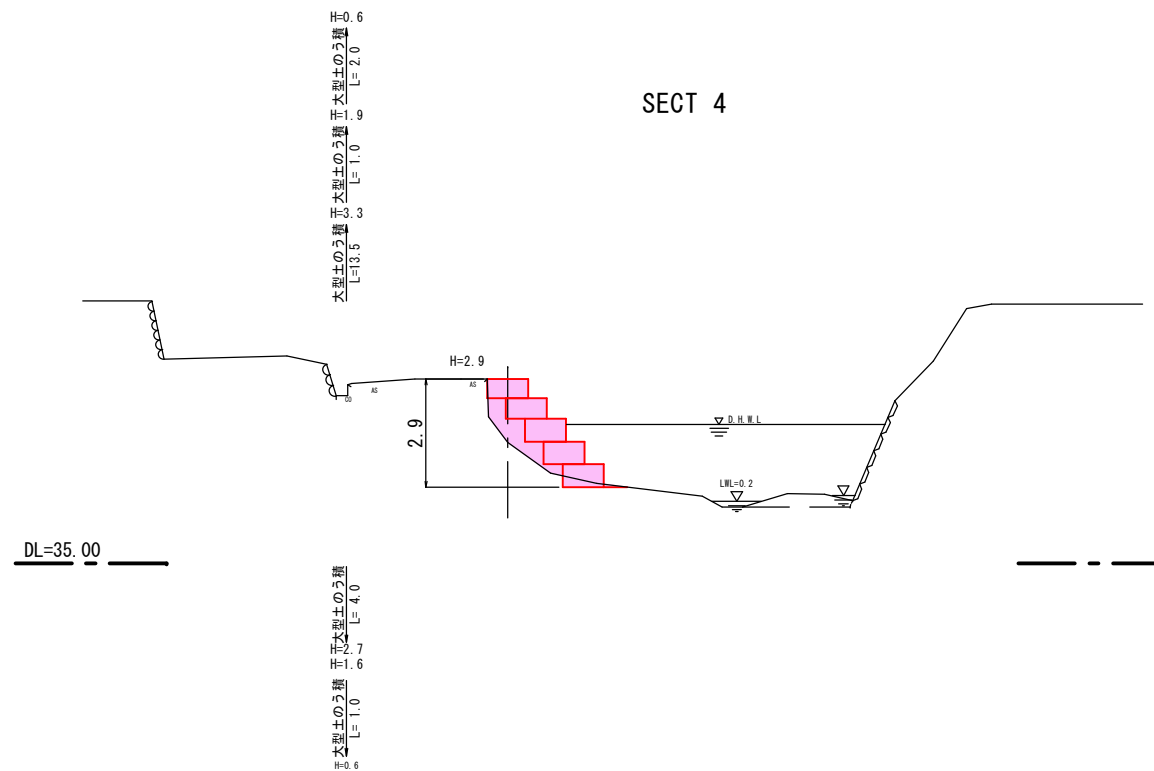 H=0.6
大型土のう積
L= 2.0
H=1.9
大型土のう積
L= 1.0
H=3.3
大型土のう積
L=13.5
SECT 4
H=2.9
AS
AS
CO
2.9
D.H.W.L
LWL=0.2
DL=35.00
大型土のう積
L= 4.0
H=2.7
H=1.6
大型土のう積
L= 1.0
H=0.6